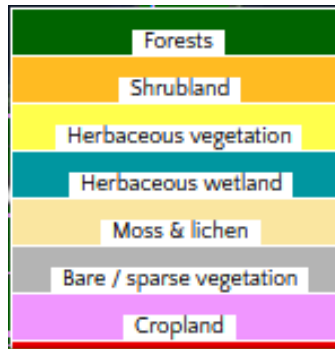 Forests
Shrubland
Herbaceous vegetation
Herbaceous wetland
Moss & lichen
Bare / sparse vegetation
Cropland